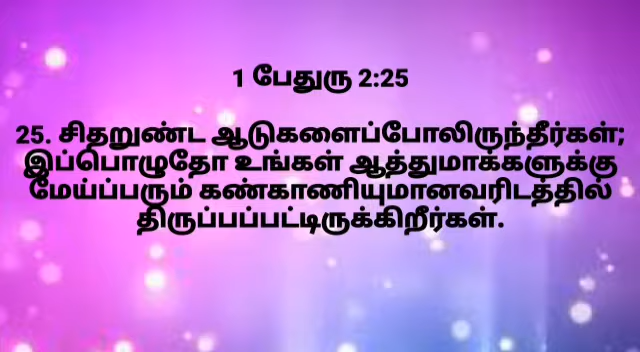 1 பேதுரு 2:25
25. சிதறுண்ட ஆடுகளைப்போலிருந்தீர்கள்;
இப்பொழுதோ உங்கள் ஆத்துமாக்களுக்கு
மேய்ப்பரும் கண்காணியுமானவரிடத்தில்
திருப்பப்பட்டிருக்கிறீர்கள்.